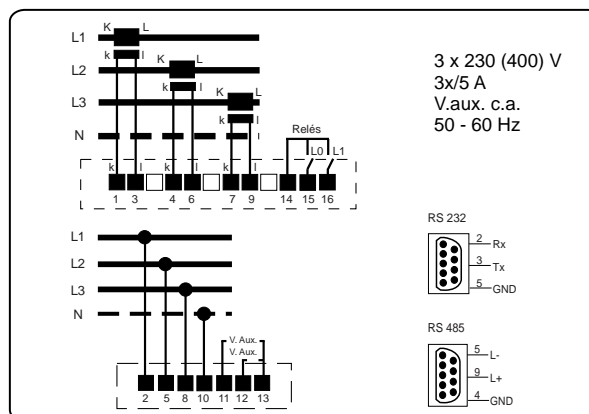 K L
L1
K L
k l
L2
K L
k l
L3
k l
N
Relés
L0 L1
k l k l k l
1 3 4 6 7 9 14 15 16
3 x 230 (400) V
3x/5 A
V.aux. c.a.
50 - 60 Hz
L1
L2
L3
N
V. Aux.
V. Aux.
2 5 8 10 11 12 13
RS 232
2 Rx
3 Tx
5 GND
RS 485
5 L-
9 L+
4 GND